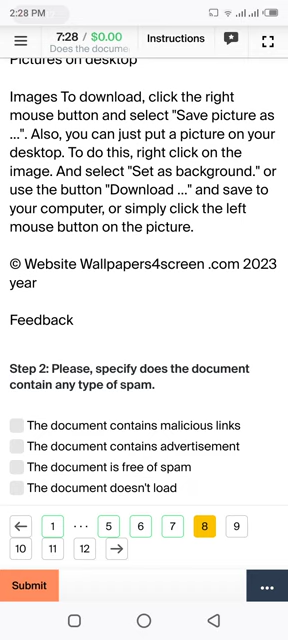 2:28 PM
7:28 / $0.00
Does the docume
Instructions
Pictures on desktop
Images To download, click the right
mouse button and select "Save picture as
...". Also, you can just put a picture on your
desktop. To do this, right click on the
image. And select "Set as background." or
use the button "Download ..." and save to
your computer, or simply click the left
mouse button on the picture.
© Website Wallpapers4screen .com 2023
year
Feedback
Step 2: Please, specify does the document
contain any type of spam.
The document contains malicious links
The document contains advertisement
The document is free of spam
The document doesn't load
← 1 ... 5 6 7 8 9
10 11 12 →
Submit ...